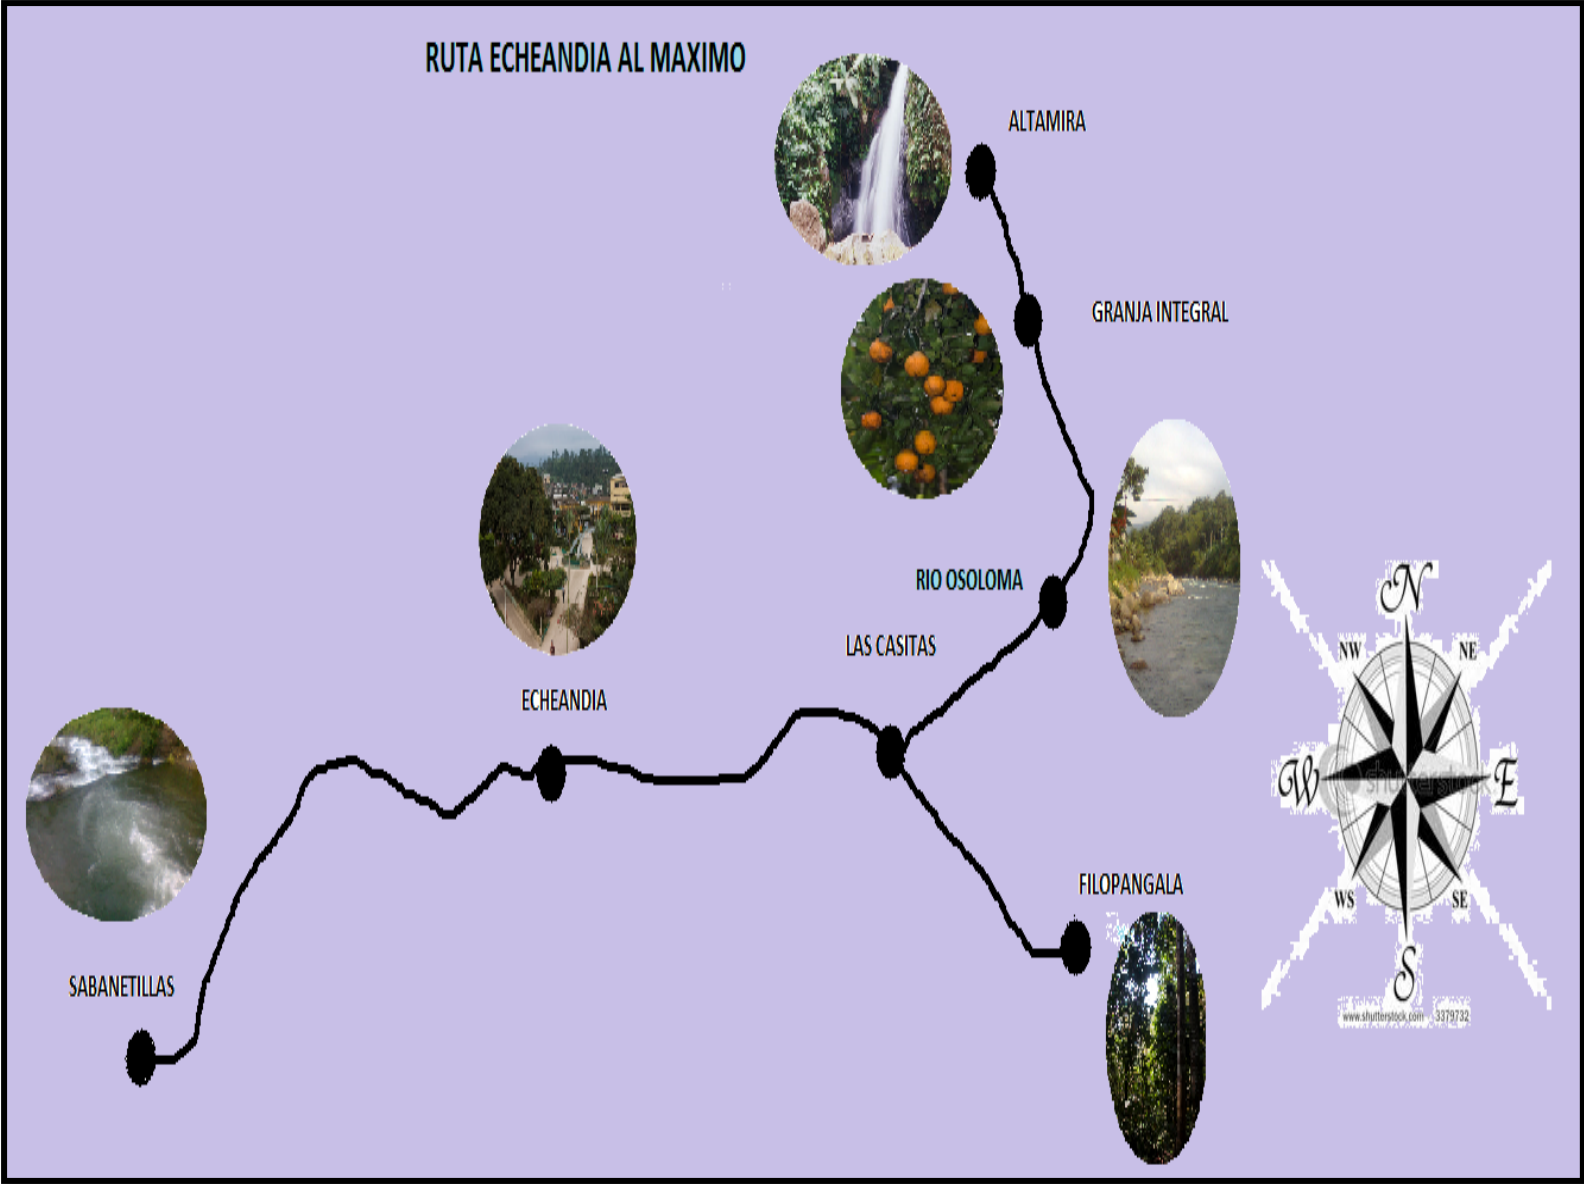 RUTA ECHEANDIA AL MAXIMO
ALTAMIRA
GRANJA INTEGRAL
RIO OSOLOMA
LAS CASITAS
ECHEANDIA
FILOPANGALA
SABANETILLAS
N
NW NE
W E
shutterstock
WS SE
S
www.shutterstock.com 3379732